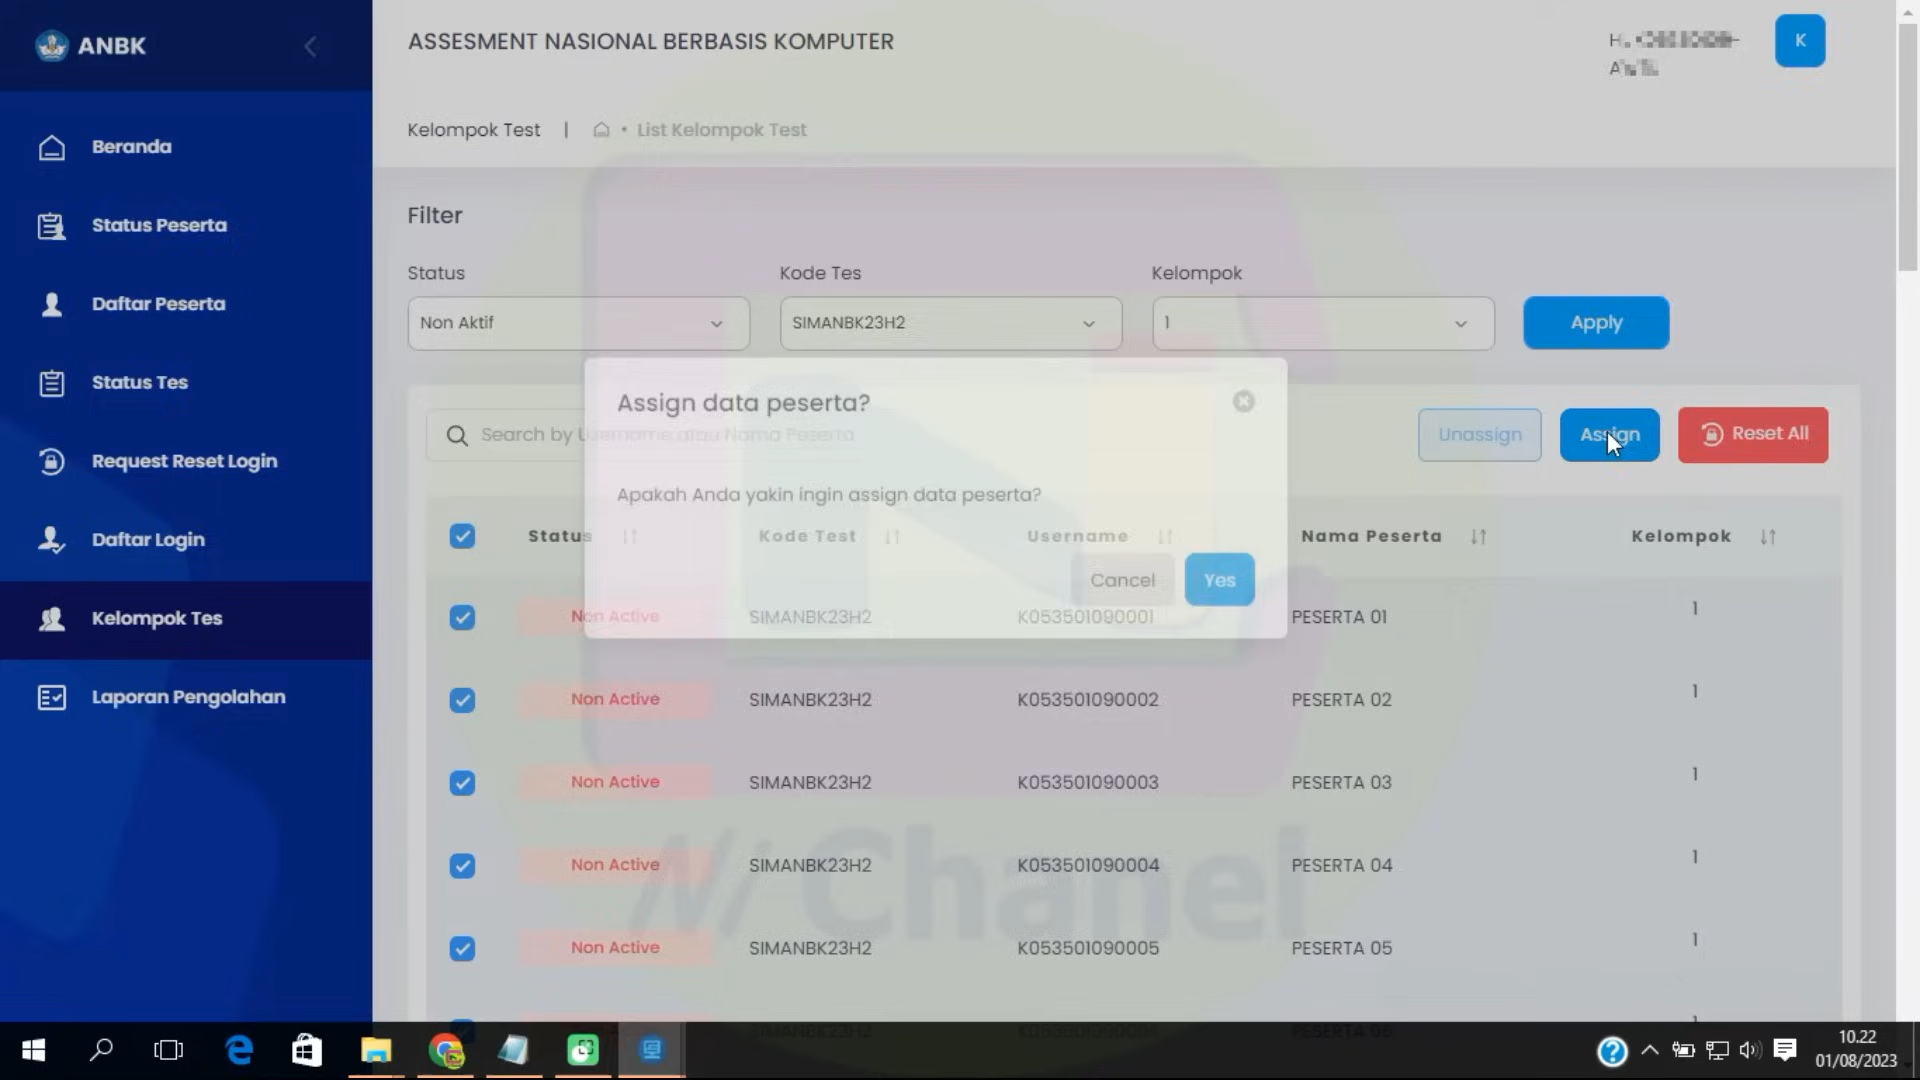 ANBK
ASSESMENT NASIONAL BERBASIS KOMPUTER
K
Kelompok Test | • List Kelompok Test
Beranda
Status Peserta
Daftar Peserta
Status Tes
Request Reset Login
Daftar Login
Kelompok Tes
Laporan Pengolahan
Filter
Status Kode Tes Kelompok
Non Aktif SIMANBK23H2 1 Apply
Assign data peserta?
Search by Username atau Nama Peserta
Unassign Assign Reset All
Apakah Anda yakin ingin assign data peserta?
Status Kode Test Username Nama Peserta Kelompok
Cancel Yes
Non Active SIMANBK23H2 K053501090001 PESERTA 01 1
Non Active SIMANBK23H2 K053501090002 PESERTA 02 1
Non Active SIMANBK23H2 K053501090003 PESERTA 03 1
Non Active SIMANBK23H2 K053501090004 PESERTA 04 1
Chanel
Non Active SIMANBK23H2 K053501090005 PESERTA 05 1
10.22
01/08/2023